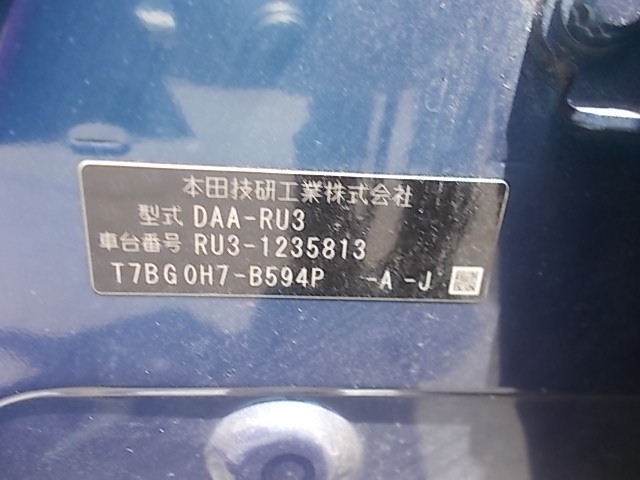 本田技研工業株式会社
型式 DAA-RU3
車台番号 RU3-1235813
T7BG0H7-B594P -A -J